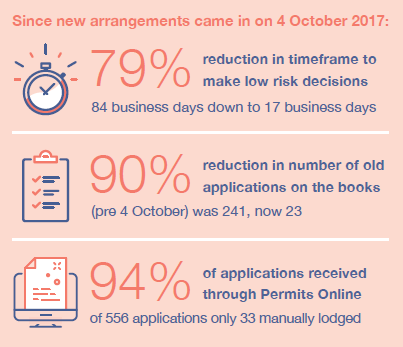 Since new arrangements came in on 4 October 2017:
79%
reduction in timeframe to
make low risk decisions
84 business days down to 17 business days
90%
reduction in number of old
applications on the books
(pre 4 October) was 241, now 23
94%
of applications received
through Permits Online
of 556 applications only 33 manually lodged